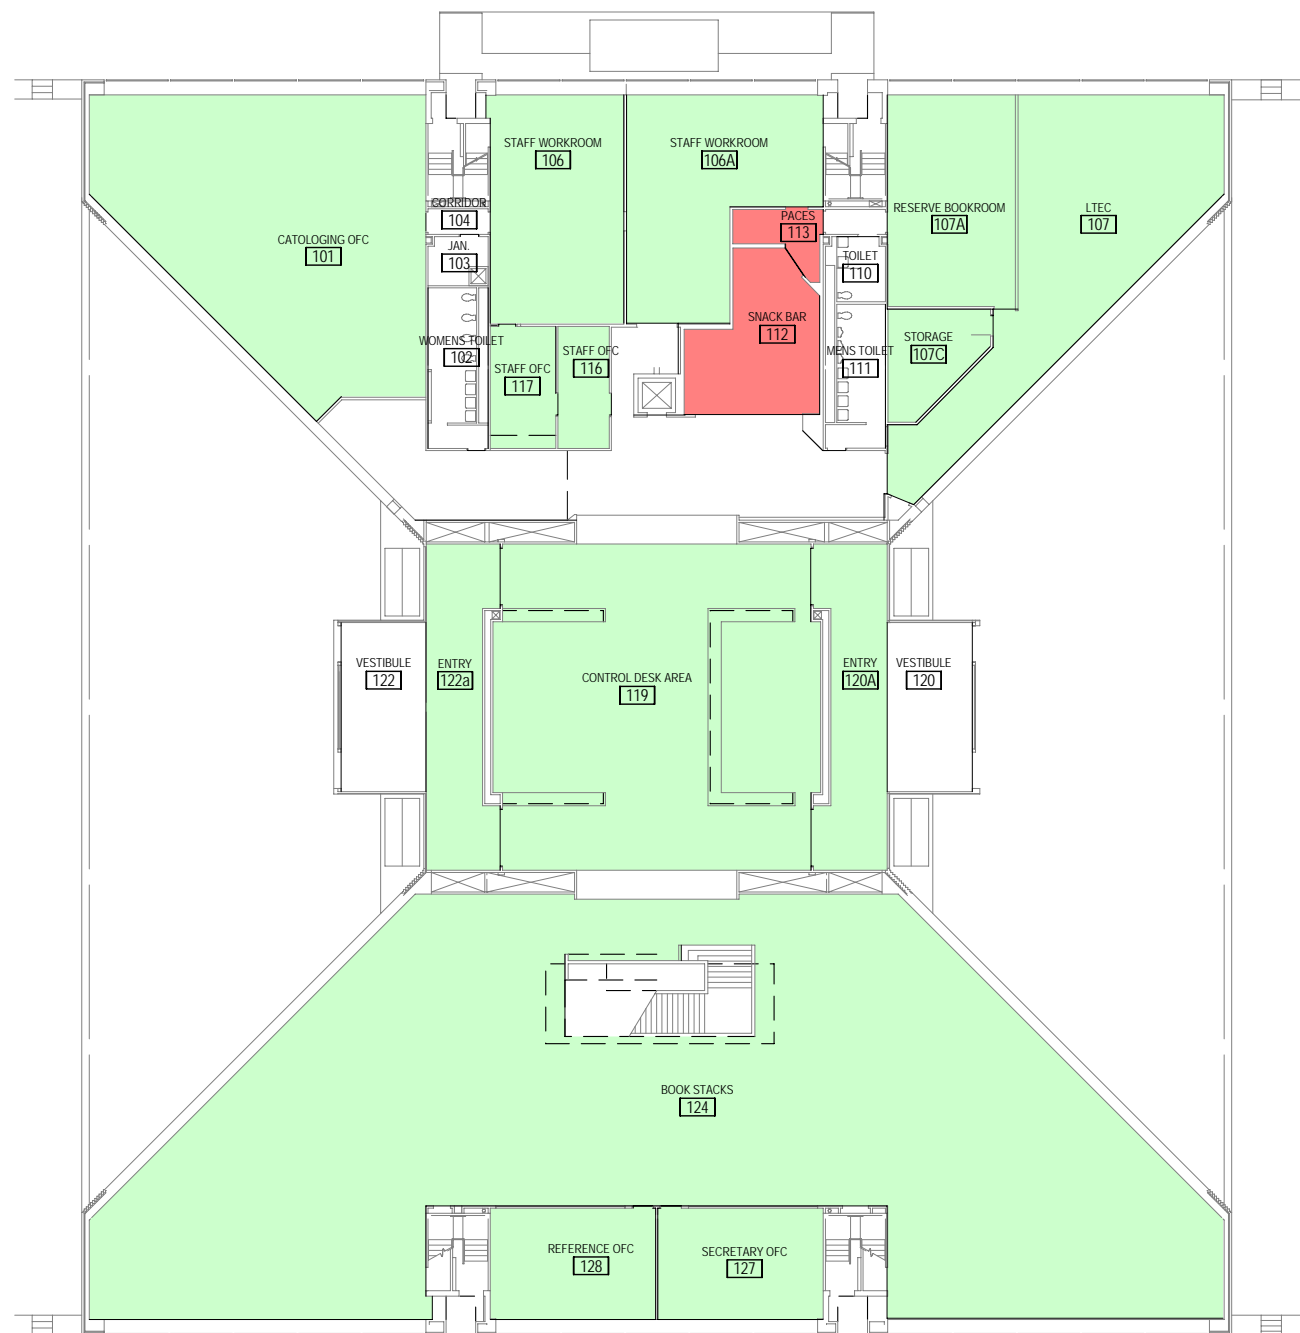 STAFF WORKROOM
106
STAFF WORKROOM
106A
CORRIDOR
104
PACES
113
RESERVE BOOKROOM
107A
LTEC
107
CATOLOGING OFC
101
JAN.
103
TOILET
110
SNACK BAR
112
WOMENS TOILET
102
STAFF OFC
117
STAFF OFC
116
MENS TOILET
111
STORAGE
107C
VESTIBULE
122
ENTRY
122a
CONTROL DESK AREA
119
ENTRY
120A
VESTIBULE
120
BOOK STACKS
124
REFERENCE OFC
128
SECRETARY OFC
127